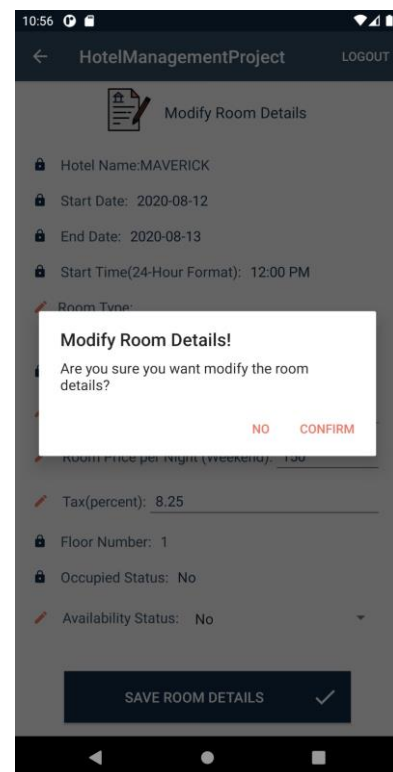 10:56
HotelManagementProject LOGOUT
Modify Room Details
Hotel Name:MAVERICK
Start Date: 2020-08-12
End Date: 2020-08-13
Start Time(24-Hour Format): 12:00 PM
Room Type:
Modify Room Details!
Are you sure you want modify the room
details?
NO CONFIRM
Room Price per Night (Weekend): 150
Tax(percent): 8.25
Floor Number: 1
Occupied Status: No
Availability Status: No
SAVE ROOM DETAILS